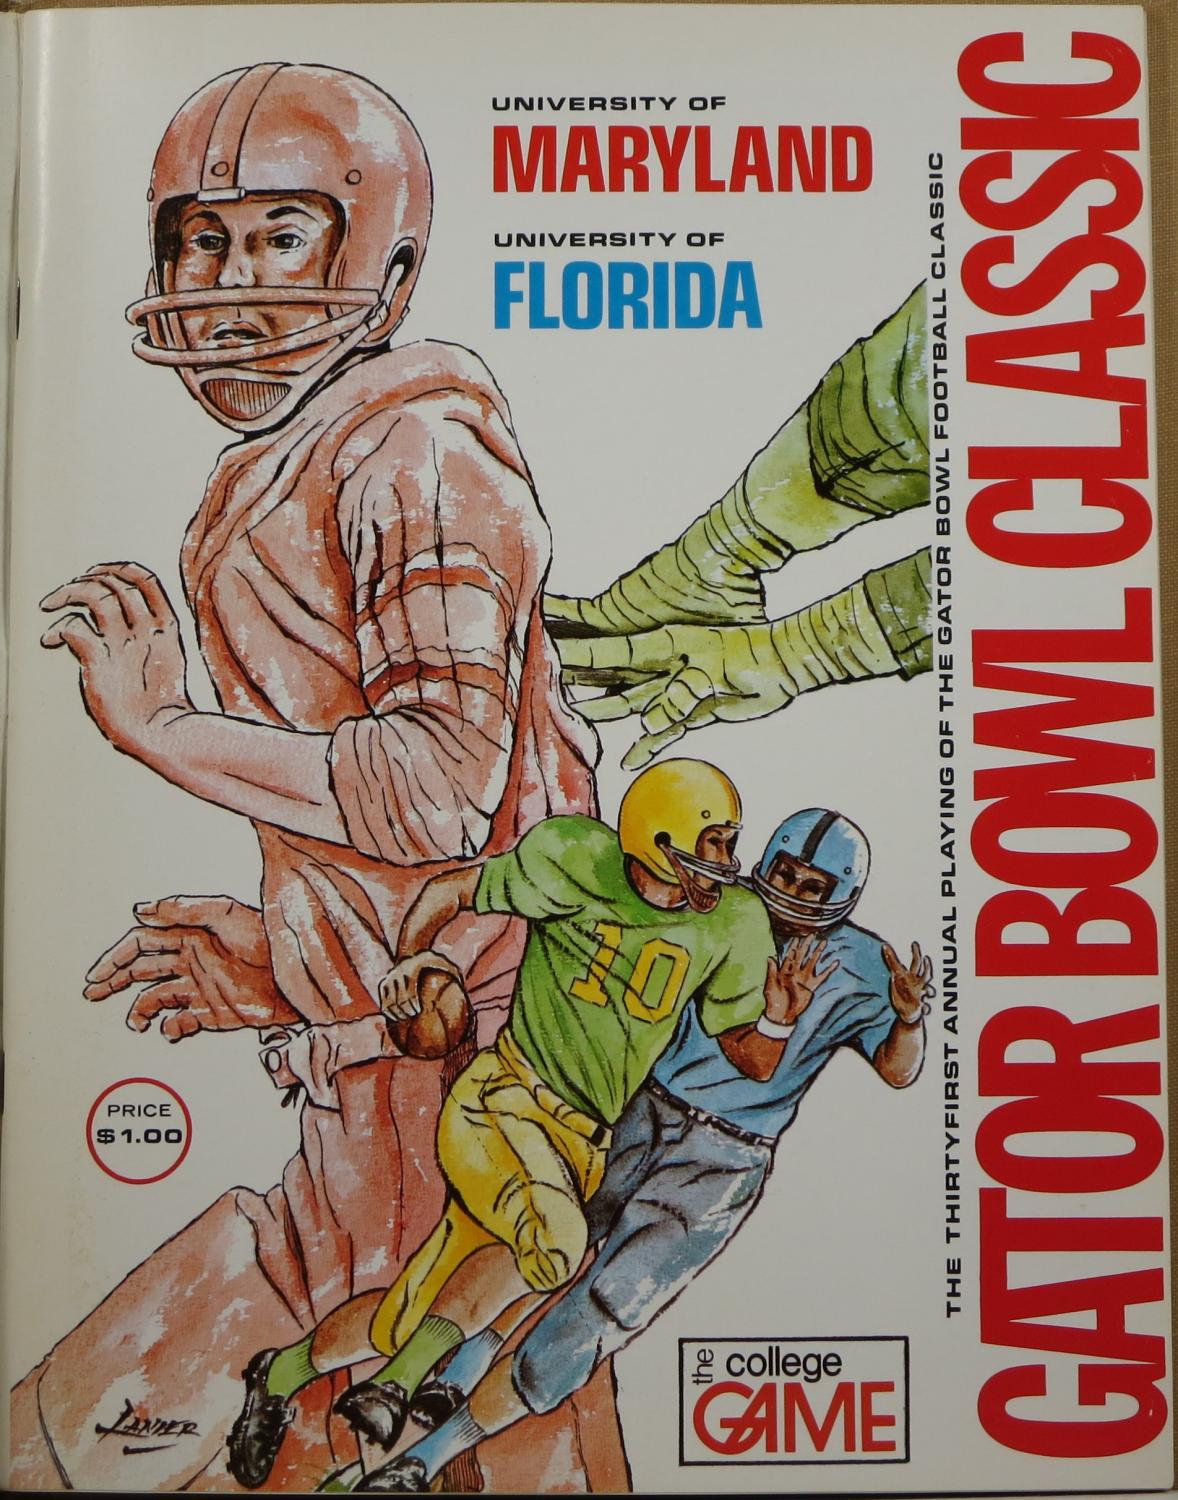 UNIVERSITY OF
MARYLAND
UNIVERSITY OF
FLORIDA
THE THIRTYFIRST ANNUAL PLAYING OF THE GATOR BOWL FOOTBALL CLASSIC
GATOR BOWL CLASSIC
10
PRICE
$1.00
the college
GAME
LANIER